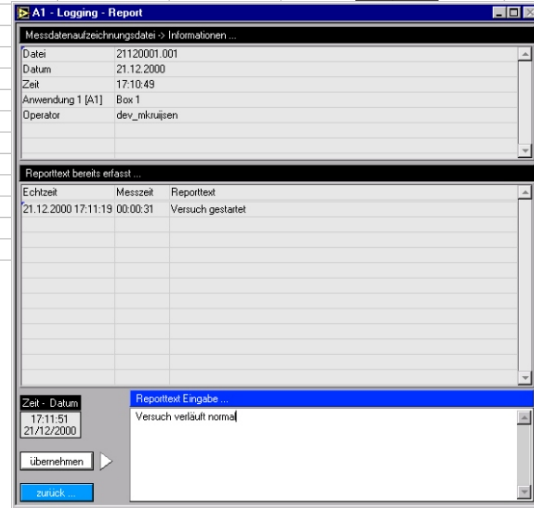 A1 - Logging - Report
Messdatenaufzeichnungsdatei -> Informationen ...
Datei 21120001.001
Datum 21.12.2000
Zeit 17:10:49
Anwendung 1 [A1] Box 1
Operator dev_mkruijsen
Reporttext bereits erfasst ...
Echtzeit Messzeit Reporttext
21.12.2000 17:11:19 00:00:31 Versuch gestartet
Zeit - Datum
17:11:51
21/12/2000
übernehmen
zurück ...
Reporttext Eingabe ...
Versuch verläuft normal